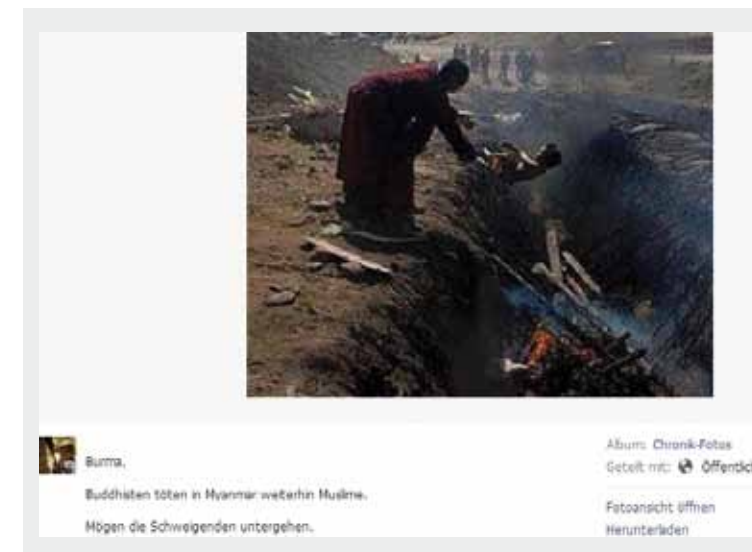 Burma,
Buddhisten töten in Myanmar weiterhin Muslime.
Mögen die Schweigenden untergehen.
Album: Chronik-Fotos
Geteilt mit: Öffentlich
Fotoansicht öffnen
Herunterladen